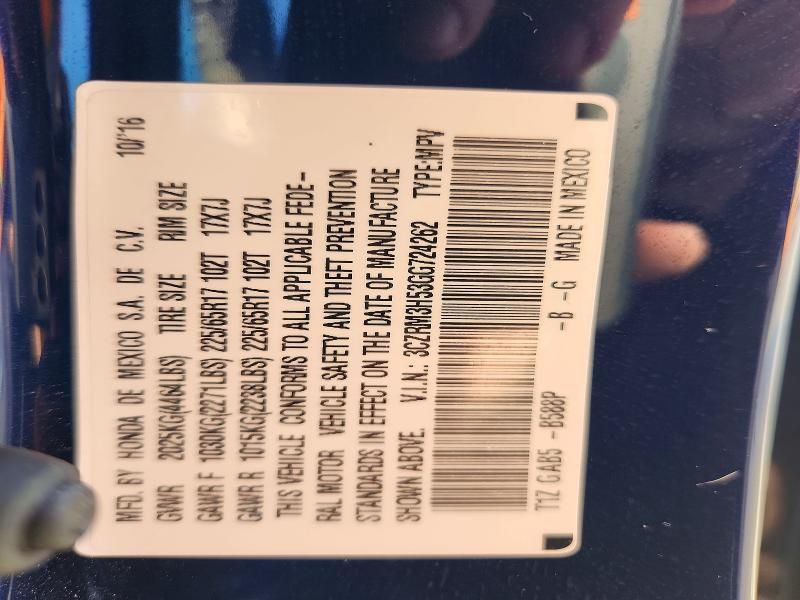 MFD. BY HONDA DE MEXICO S.A. DE C.V. 10/'16
GVWR 2025KG(4464LBS) TIRE SIZE RIM SIZE
GAWR F 1030KG(2271LBS) 225/65R17 102T 17X7J
GAWR R 1015KG(2238LBS) 225/65R17 102T 17X7J
THIS VEHICLE CONFORMS TO ALL APPLICABLE FEDE-
RAL MOTOR VEHICLE SAFETY AND THEFT PREVENTION
STANDARDS IN EFFECT ON THE DATE OF MANUFACTURE
SHOWN ABOVE. V.I.N.: 3CZRM3H53GG724262 TYPE:MPV
T1Z GAB5 -B588P -B -G MADE IN MEXICO